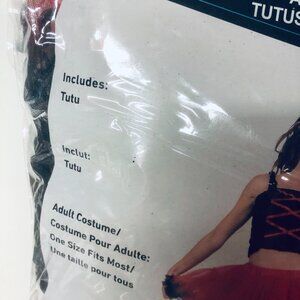 TUTUS
Includes:
Tutu
Inclut:
Tutu
Adult Costume/
Costume Pour Adulte:
One Size Fits Most/
Une taille pour tous